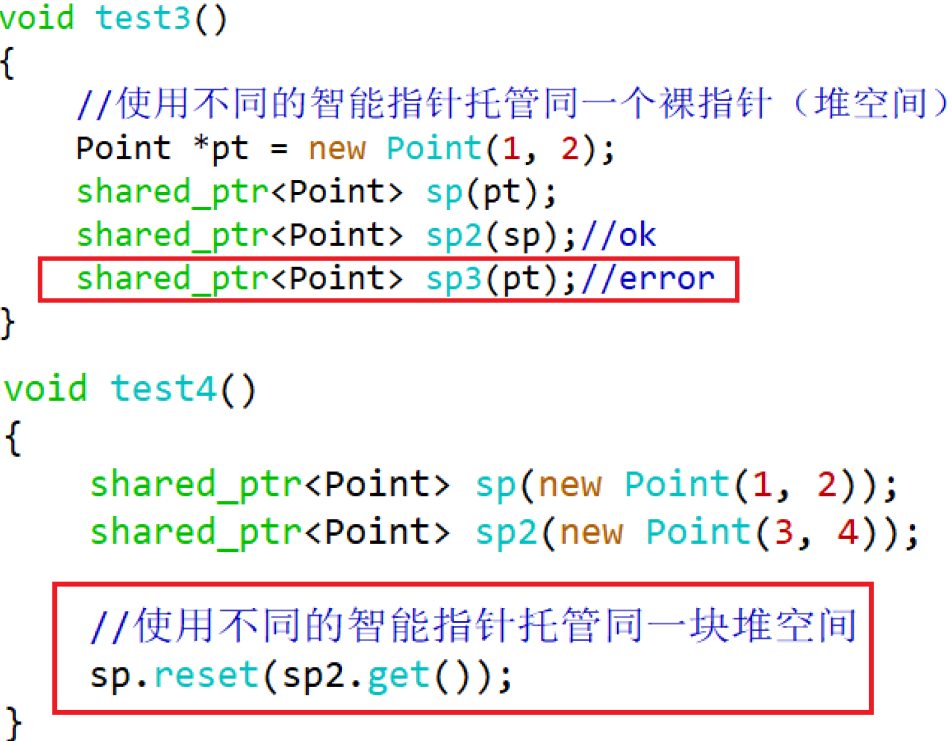 void test3()
{
    //使用不同的智能指针托管同一个裸指针（堆空间）
    Point *pt = new Point(1, 2);
    shared_ptr<Point> sp(pt);
    shared_ptr<Point> sp2(sp);//ok
    shared_ptr<Point> sp3(pt);//error
}
void test4()
{
    shared_ptr<Point> sp(new Point(1, 2));
    shared_ptr<Point> sp2(new Point(3, 4));
    //使用不同的智能指针托管同一块堆空间
    sp.reset(sp2.get());
}